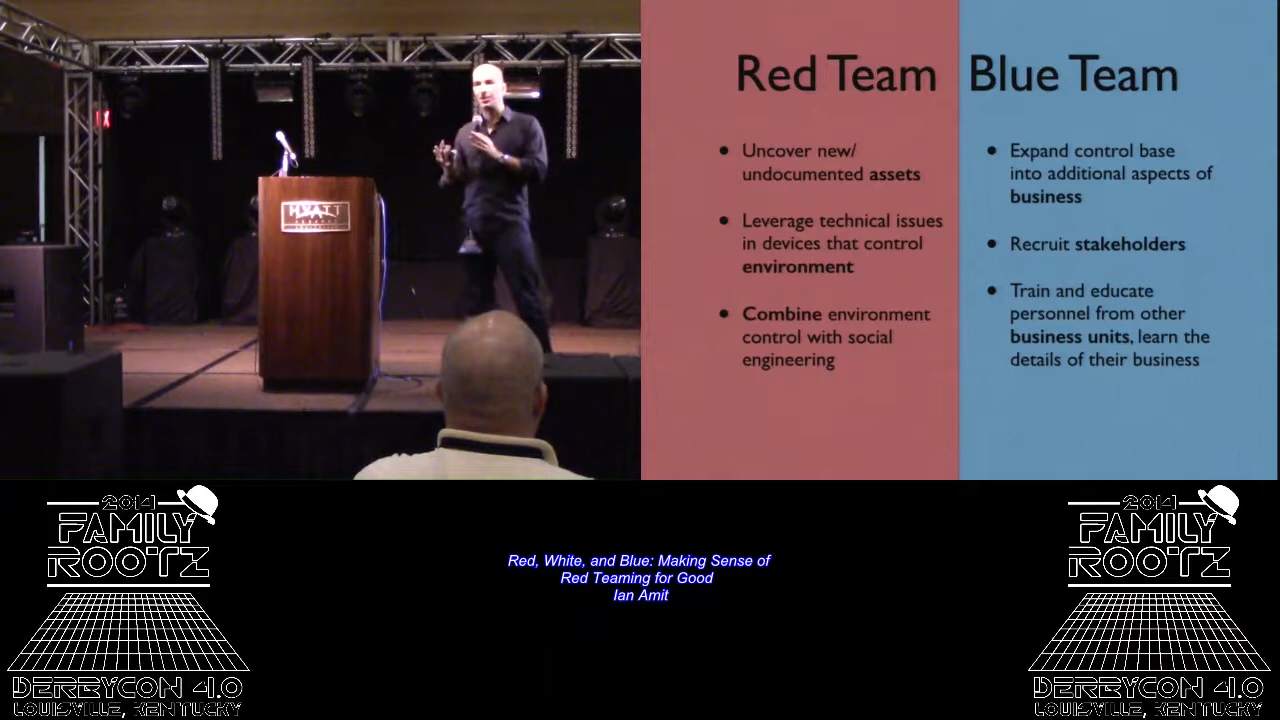 HYATT
Red Team
Uncover new/
undocumented assets
Leverage technical issues
in devices that control
environment
Combine environment
control with social
engineering
Blue Team
Expand control base
into additional aspects of
business
Recruit stakeholders
Train and educate
personnel from other
business units, learn the
details of their business
2014
FAMILY
ROOTZ
DERBYCON 4.0
LOUISVILLE, KENTUCKY
Red, White, and Blue: Making Sense of
Red Teaming for Good
Ian Amit
2014
FAMILY
ROOTZ
DERBYCON 4.0
LOUISVILLE, KENTUCKY